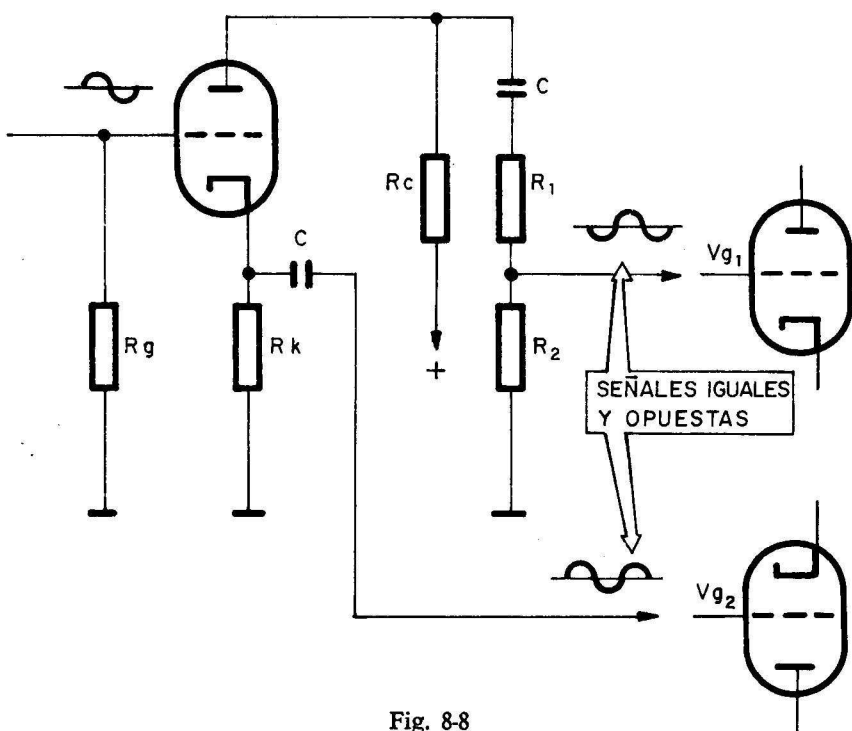 C
Rc
R1
Vg1
C
Rg
Rk
R2
+
SEÑALES IGUALES
Y OPUESTAS
Vg2
Fig. 8-8